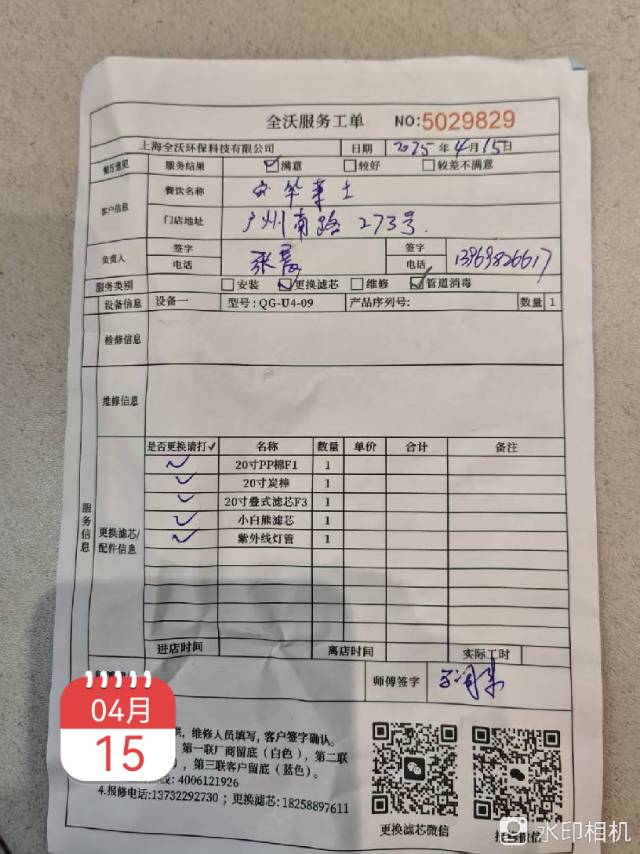 全沃服务工单 NO:5029829
上海全沃环保科技有限公司 日期 2025 年 4 月 15 日
服务结果 ☑满意 □较好 □较差不满意
客户信息
餐饮名称
门店地址 广州南路 273号
负责人 签字 电话 张 签字 电话 13969826617
服务类别 □安装 ☑更换滤芯 □维修 ☑管道消毒
设备信息 设备一 型号:QG-U4-09 产品序列号: 数量 1
检修信息
维修信息
服务信息
更换滤芯/配件信息
是否更换请打✓ 名称 数量 单价 合计 备注
✓ 20寸PP棉F1 1
✓ 20寸炭棒 1
✓ 20寸叠式滤芯F3 1
✓ 小白熊滤芯 1
✓ 紫外线灯管 1
进店时间 离店时间 实际工时
师傅签字
04月
15
维修人员填写,客户签字确认。
第一联厂商留底(白色),第二联
),第三联客户留底(蓝色)。
线: 4006121926
4.报修电话:13732292730;更换滤芯:18258897611
更换滤芯微信
水印相机